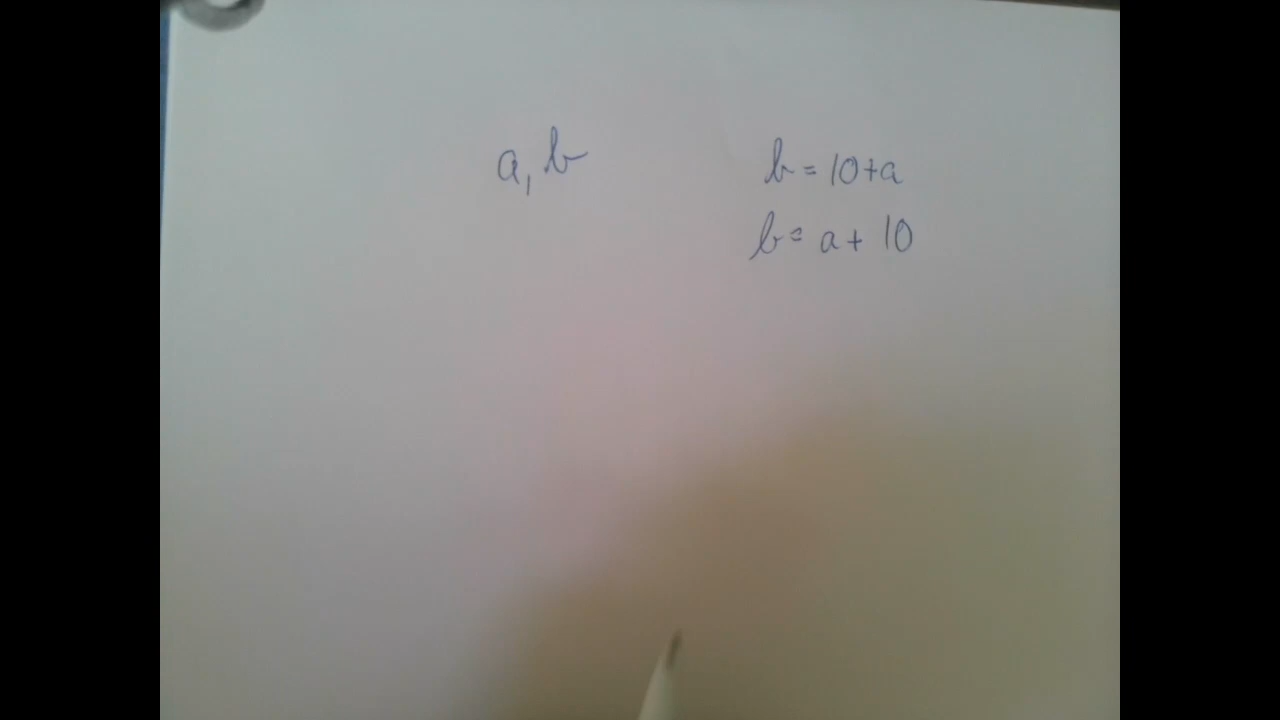 a, b
b = 10+a
b = a + 10